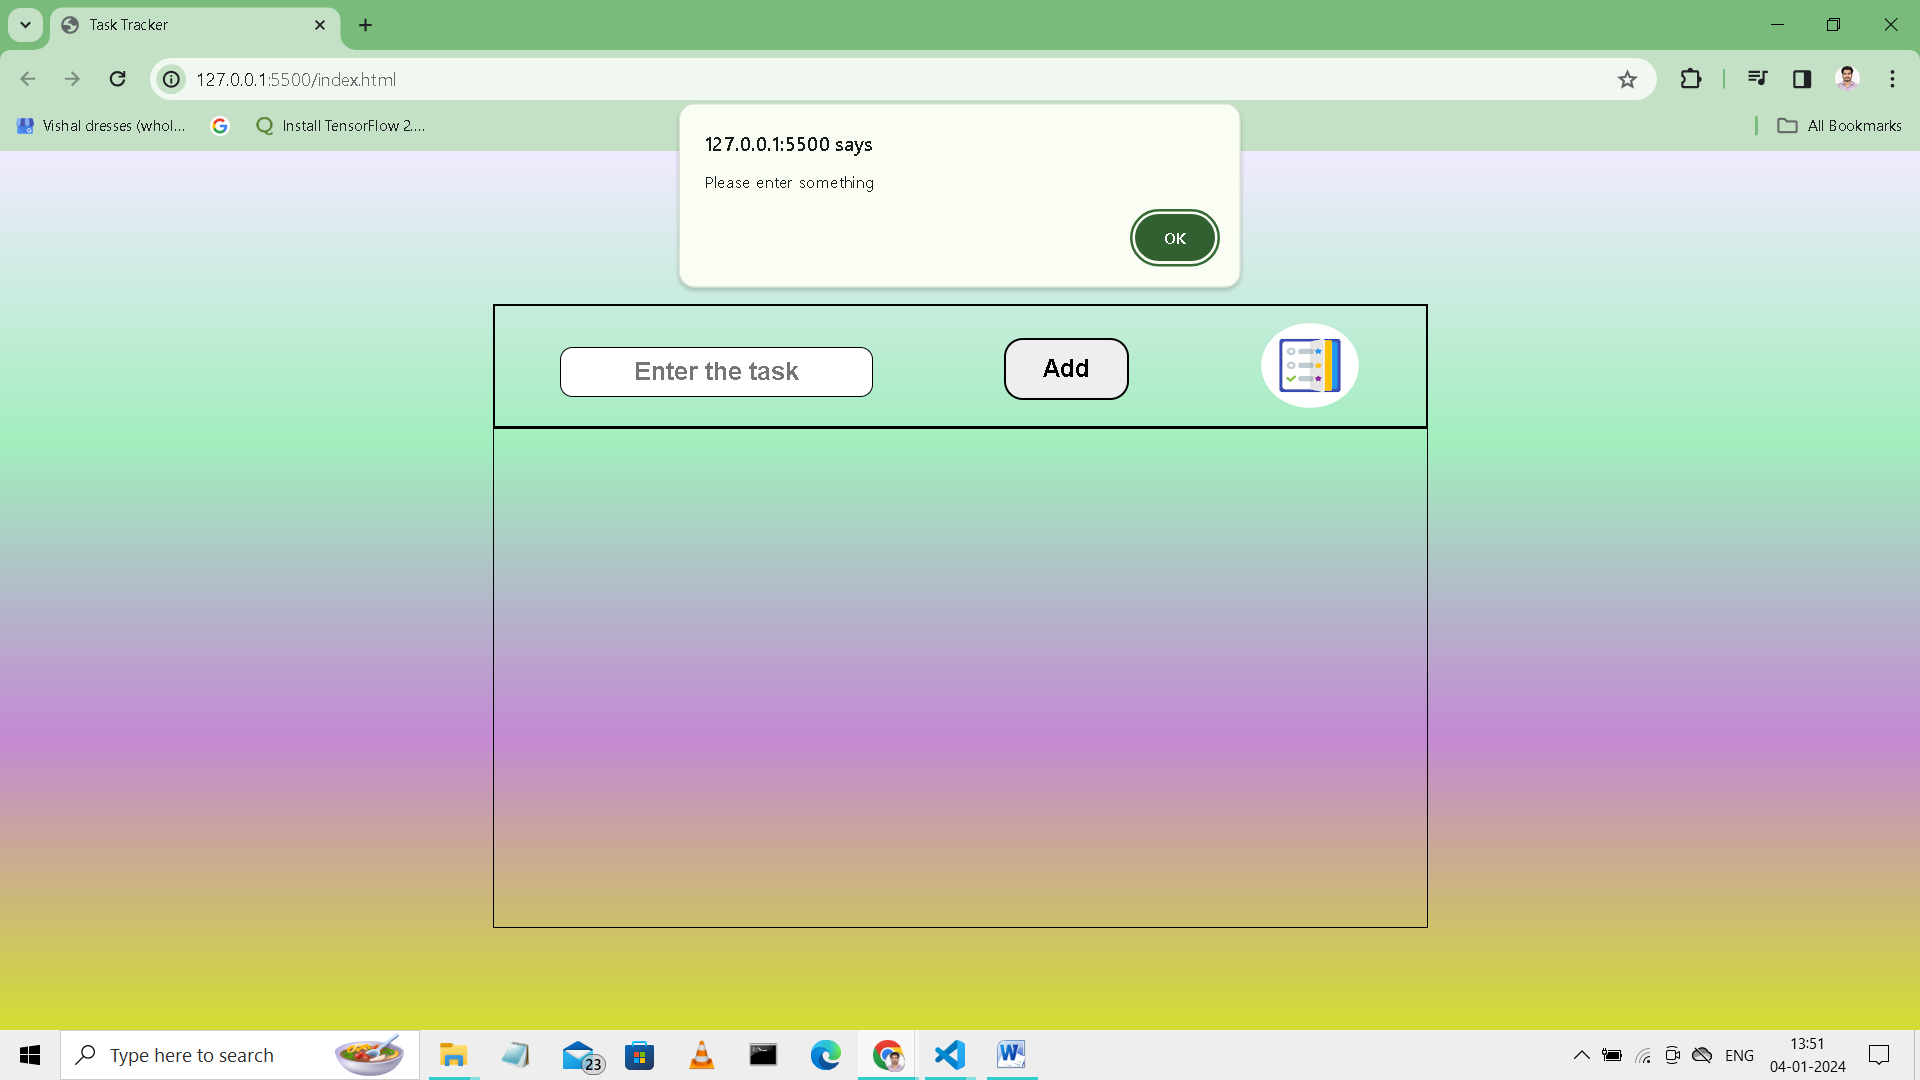 Task Tracker
127.0.0.1:5500/index.html
Vishal dresses (whol...
Install TensorFlow 2....
All Bookmarks
127.0.0.1:5500 says
Please enter something
OK
Enter the task
Add
Type here to search
23
ENG
13:51
04-01-2024